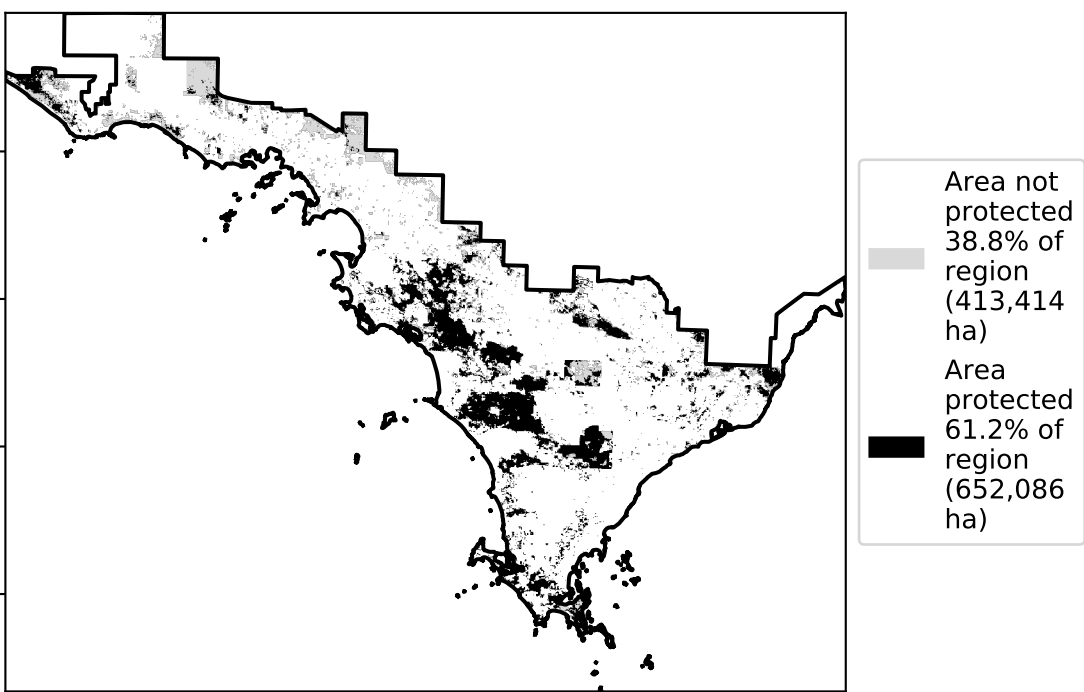 Area not
protected
38.8% of
region
(413,414
ha)
Area
protected
61.2% of
region
(652,086
ha)